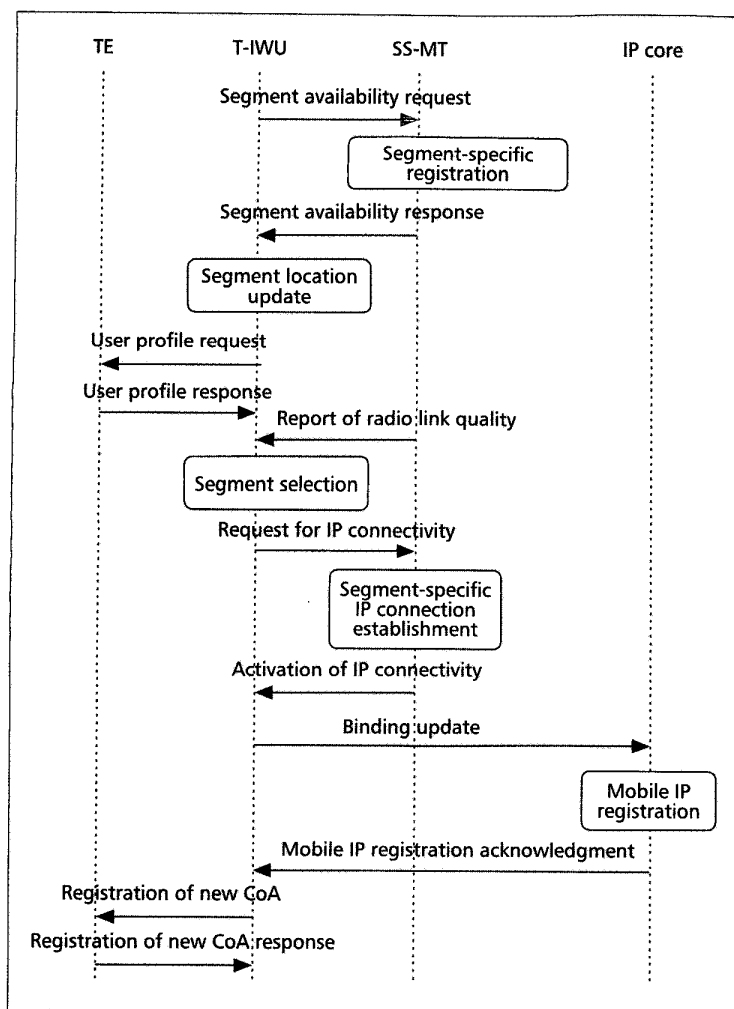 TE T-IWU SS-MT IP core
Segment availability request
Segment-specific
registration
Segment availability response
Segment location
update
User profile request
User profile response
Report of radio link quality
Segment selection
Request for IP connectivity
Segment-specific
IP connection
establishment
Activation of IP connectivity
Binding update
Mobile IP
registration
Mobile IP registration acknowledgment
Registration of new CoA
Registration of new CoA response